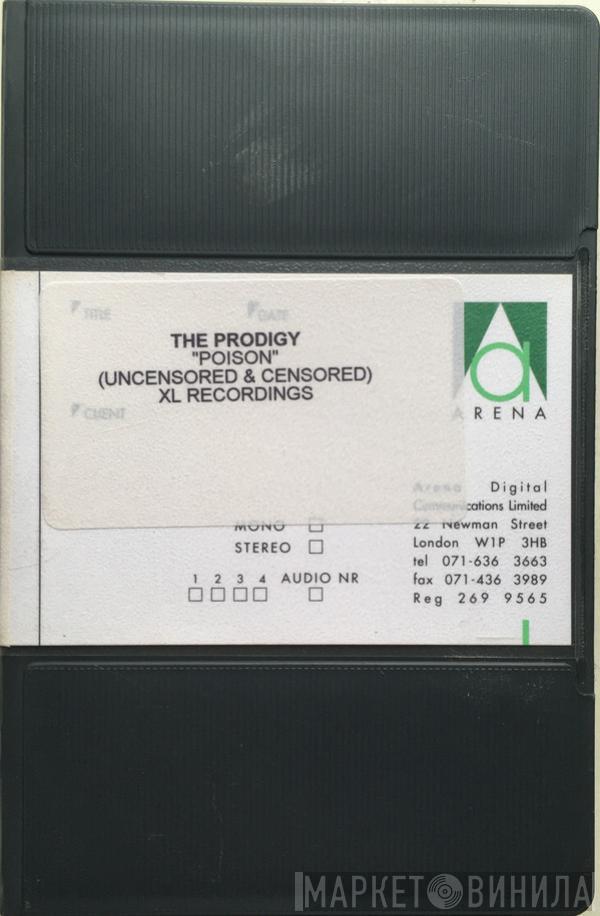 TITLE
DATE
THE PRODIGY
"POISON"
(UNCENSORED & CENSORED)
XL RECORDINGS
CLIENT
a
ARENA
Arena Digital
Communications Limited
22 Newman Street
London W1P 3HB
tel 071-636 3663
fax 071-436 3989
Reg 269 9565
MONO
STEREO
1 2 3 4 AUDIO NR
МАРКЕТ ВИНИЛА